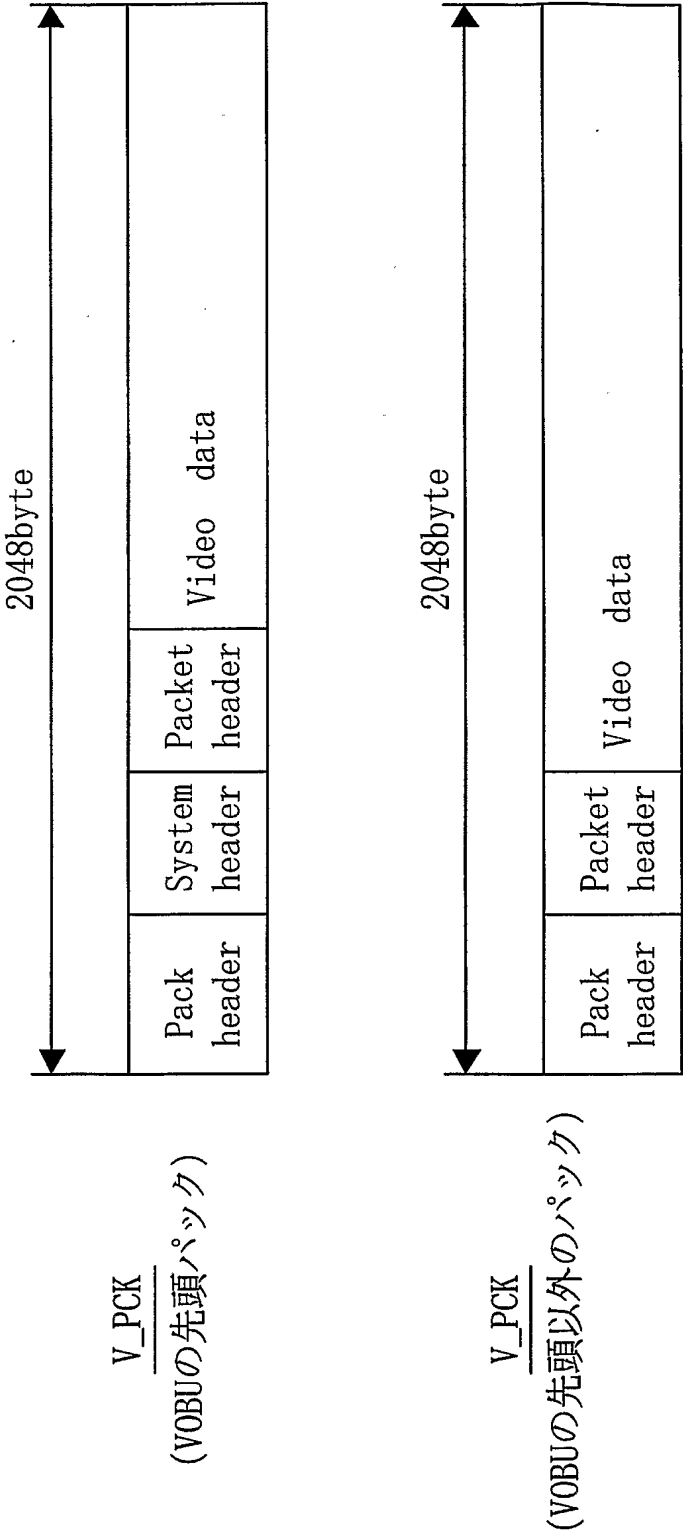 2048byte
V_PCK
(VOBUの先頭パック)
Pack
header
System
header
Packet
header
Video data
2048byte
V_PCK
(VOBUの先頭以外のパック)
Pack
header
Packet
header
Video data